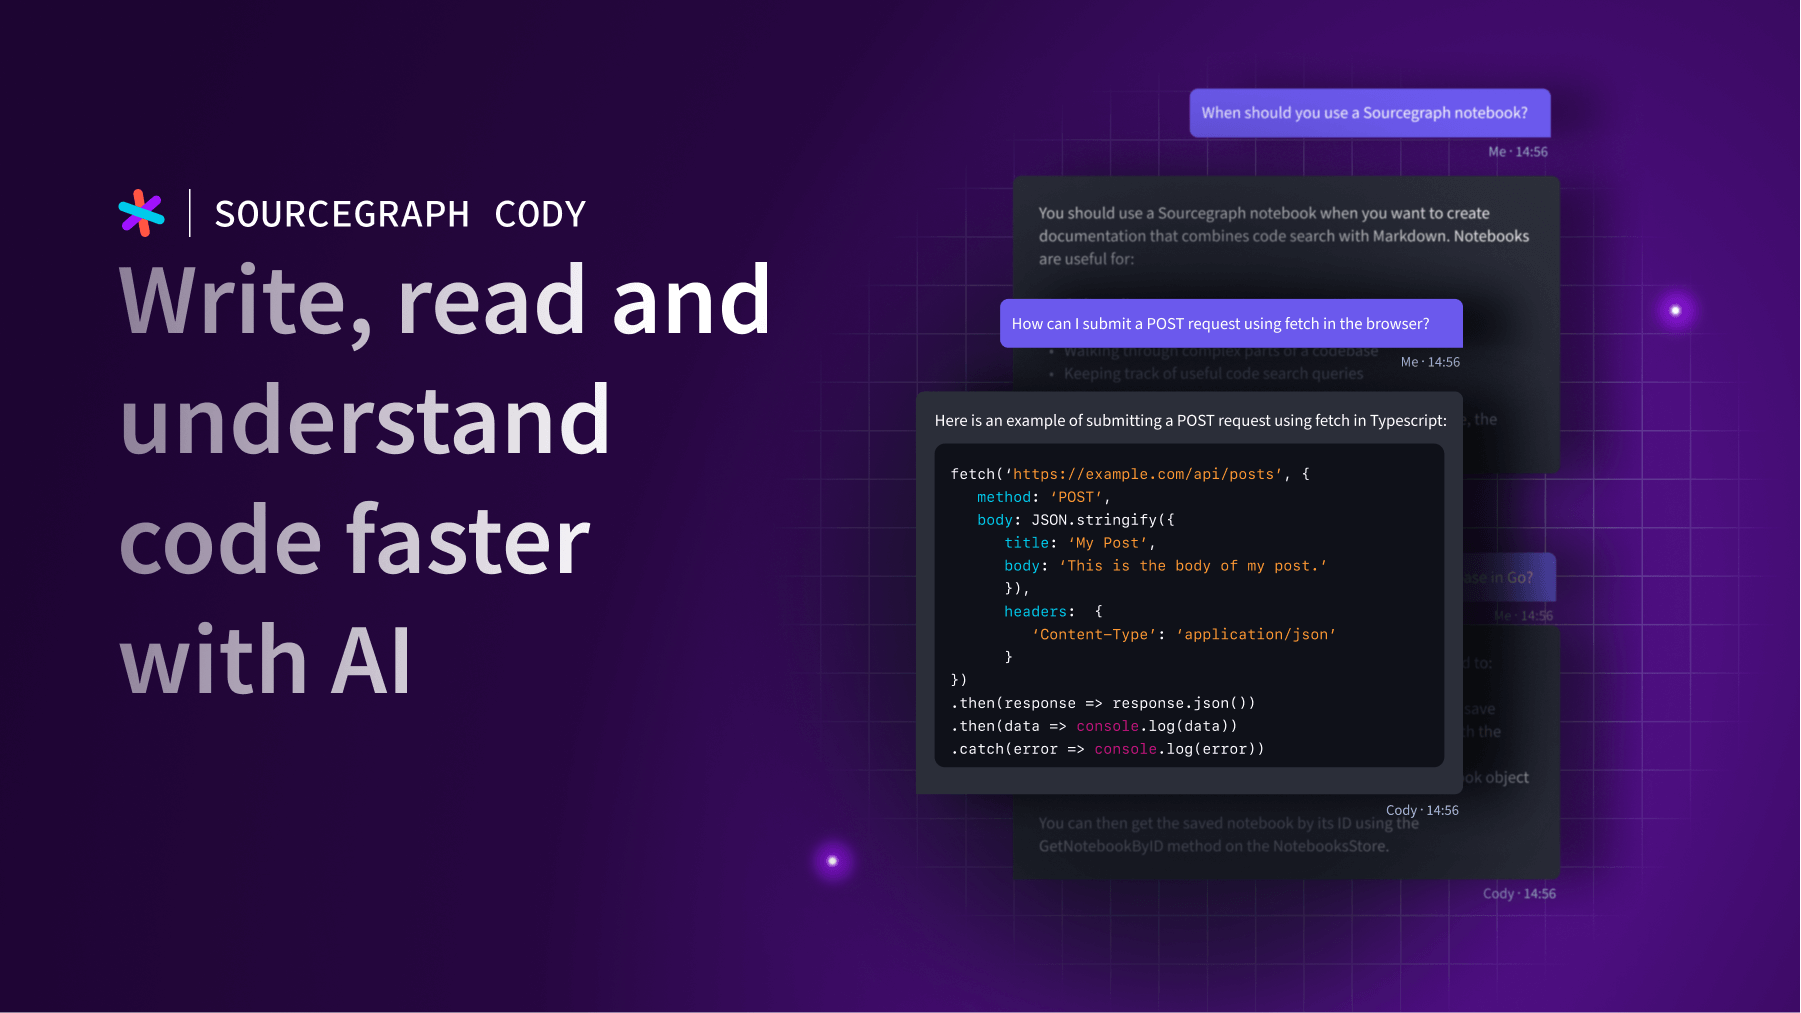 SOURCEGRAPH CODY
Write, read and
understand
code faster
with AI
When should you use a Sourcegraph notebook?
Me · 14:56
You should use a Sourcegraph notebook when you want to create
documentation that combines code search with Markdown. Notebooks
are useful for:
How can I submit a POST request using fetch in the browser?
Me · 14:56
• Walking through complex parts of a codebase
• Keeping track of useful code search queries
, the
Here is an example of submitting a POST request using fetch in Typescript:
fetch(‘https://example.com/api/posts’, {
method: ‘POST’,
body: JSON.stringify({
title: ‘My Post’,
body: ‘This is the body of my post.’
}),
headers: {
‘Content-Type’: ‘application/json’
}
})
.then(response => response.json())
.then(data => console.log(data))
.catch(error => console.log(error))
Cody · 14:56
in Go?
Me · 14:56
to:
save
the
object
You can then get the saved notebook by its ID using the
GetNotebookByID method on the NotebooksStore.
Cody · 14:56